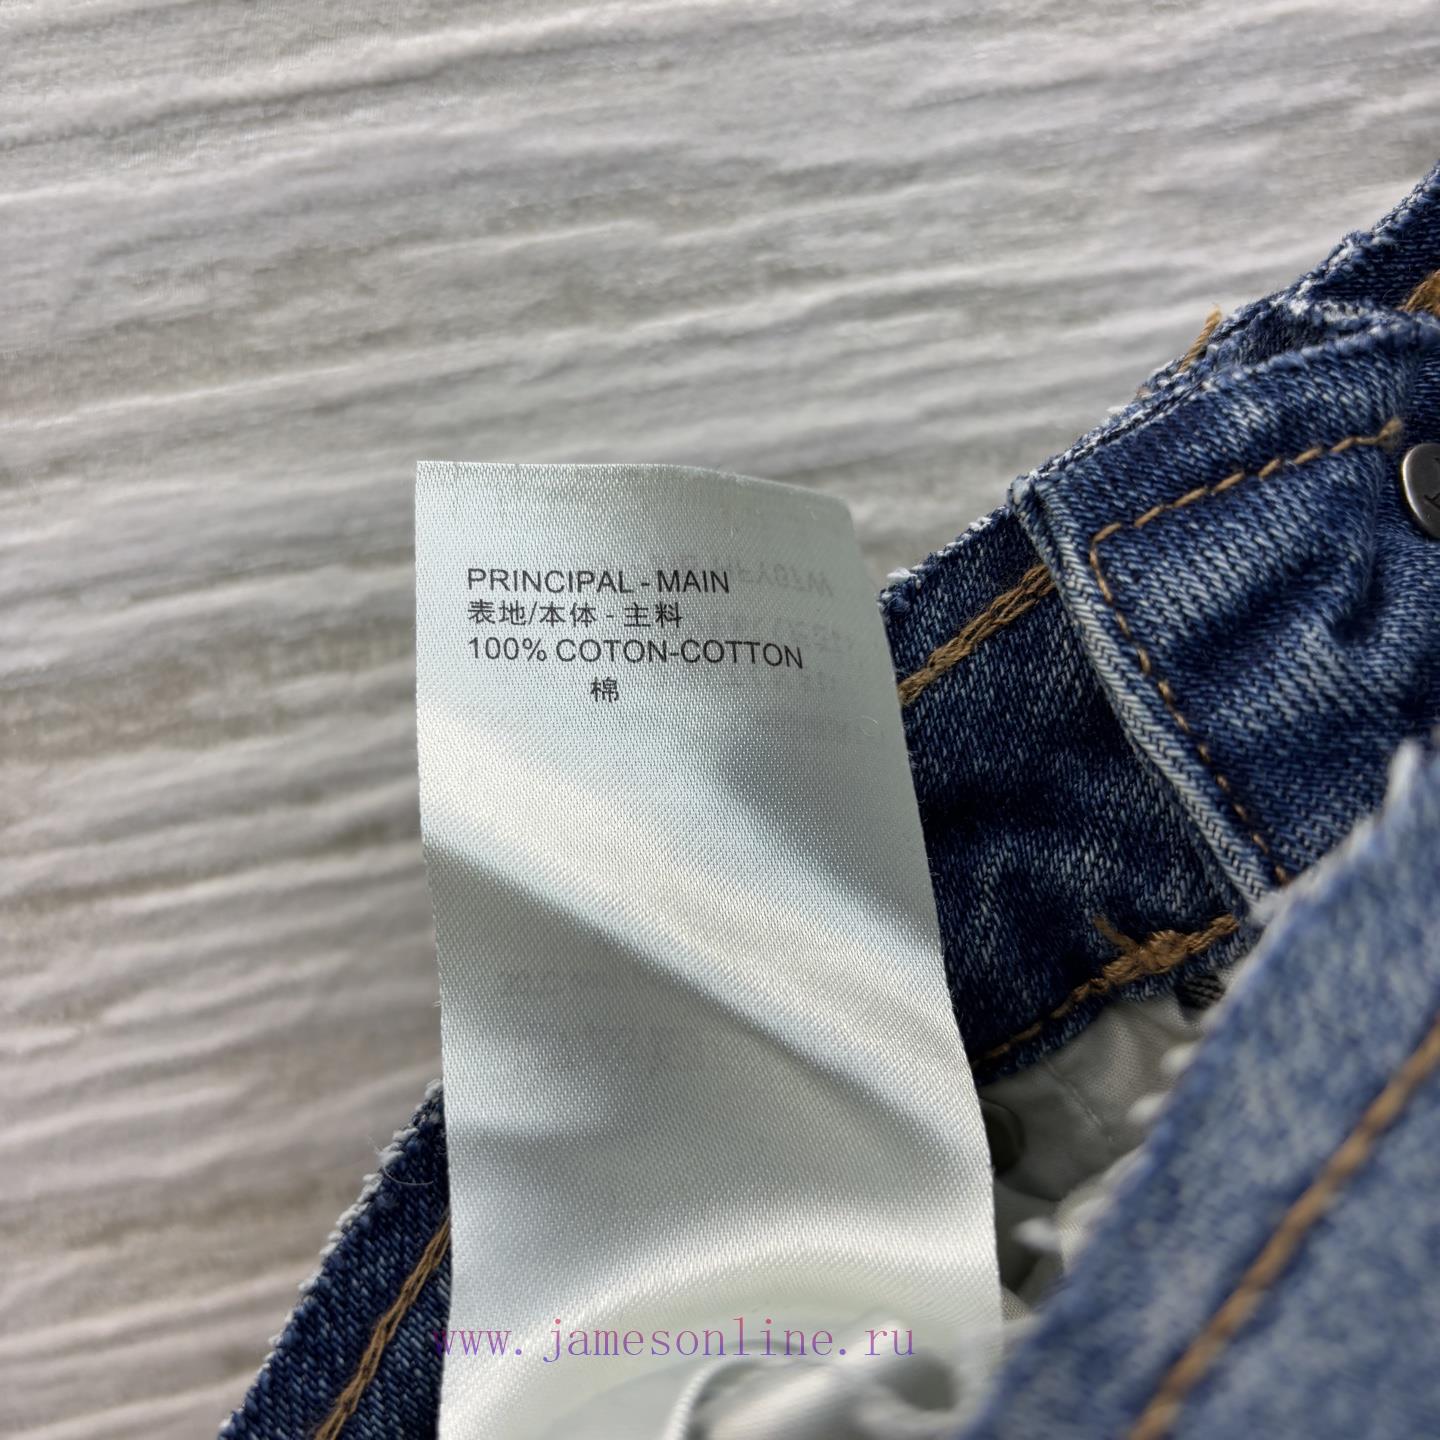 PRINCIPAL - MAIN
表地/本体 - 主料
100% COTON-COTTON
棉
www.jamesonline.ru